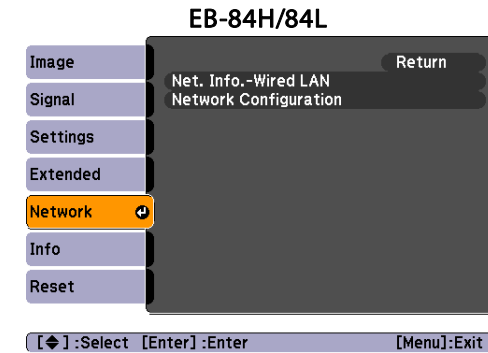 EB-84H/84L
Image
Return
Net. Info.-Wired LAN
Signal
Network Configuration
Settings
Extended
Network
Info
Reset
[◆] :Select [Enter] :Enter [Menu]:Exit